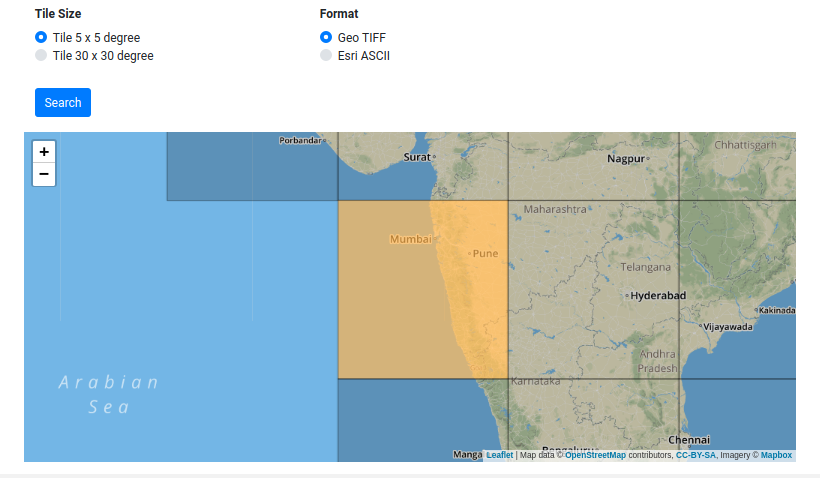 Tile Size
Format
Tile 5 x 5 degree
Geo TIFF
Tile 30 x 30 degree
Esri ASCII
Search
+
−
Porbandar
Surat
Nagpur
Chhattisgarh
Maharashtra
Mumbai
Pune
Telangana
Hyderabad
Kakinada
Vijayawada
Andhra
Pradesh
Arabian
Sea
Karnataka
Chennai
Bengaluru
Manga
Leaflet | Map data © OpenStreetMap contributors, CC-BY-SA, Imagery © Mapbox